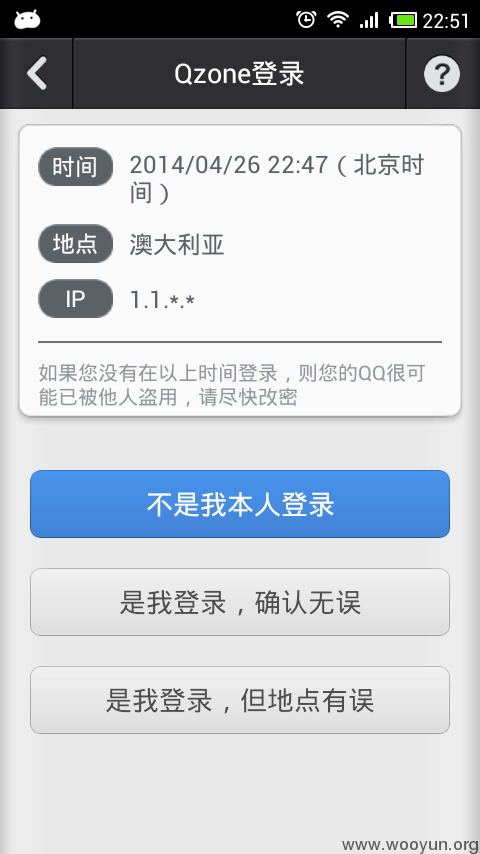 22:51
Qzone登录
?
时间
2014/04/26 22:47（北京时
间）
地点
澳大利亚
IP
1.1.*.*
如果您没有在以上时间登录，则您的QQ很可
能已被他人盗用，请尽快改密
不是我本人登录
是我登录，确认无误
是我登录，但地点有误
www.wooyun.org